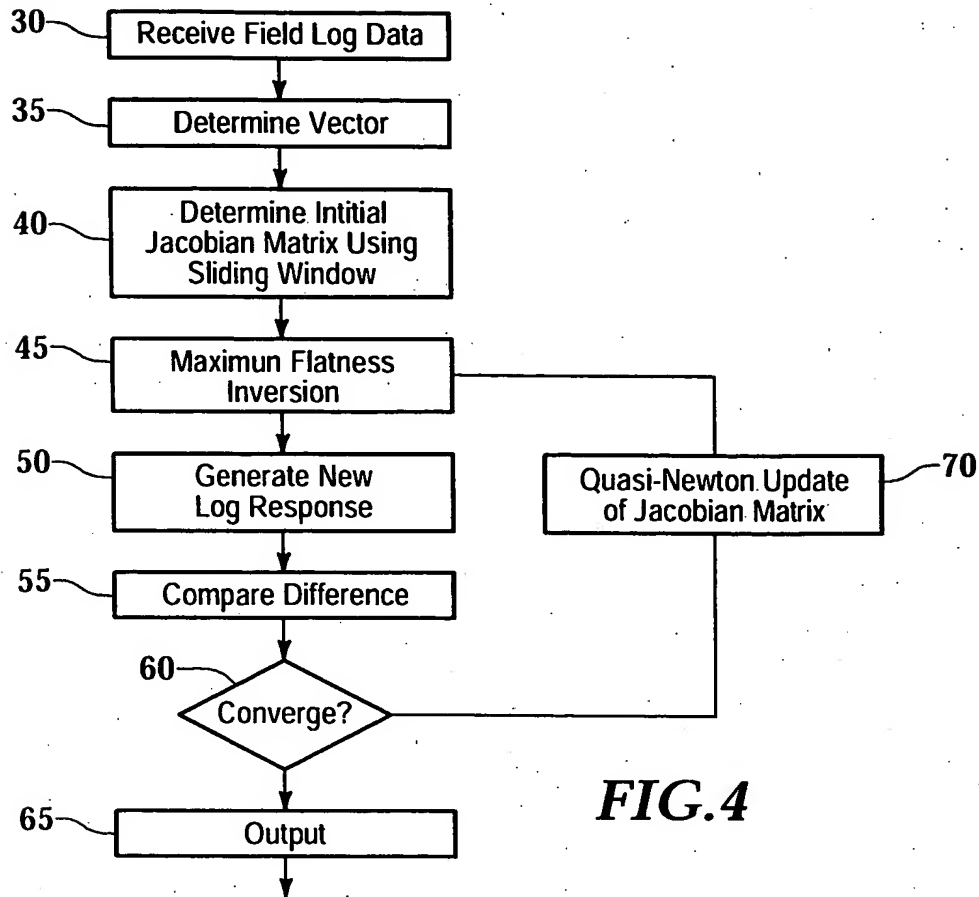 30
Receive Field Log Data
35
Determine Vector
40
Determine Intitial
Jacobian Matrix Using
Sliding Window
45
Maximun Flatness
Inversion
50
Generate New
Log Response
70
Quasi-Newton Update
of Jacobian Matrix
55
Compare Difference
60
Converge?
65
Output
FIG.4